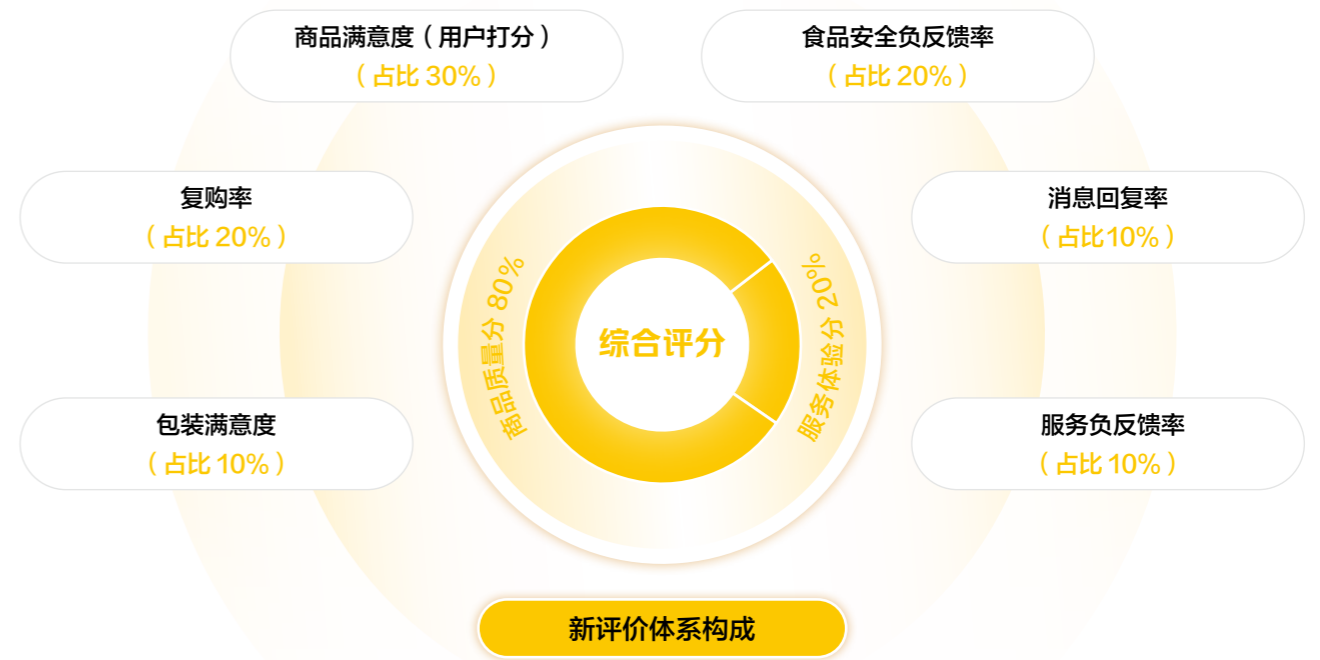 商品满意度（用户打分）
（占比 30%）
食品安全负反馈率
（占比 20%）
复购率
（占比 20%）
消息回复率
（占比10%）
商品质量分 80%
综合评分
服务体验分 20%
包装满意度
（占比 10%）
服务负反馈率
（占比 10%）
新评价体系构成